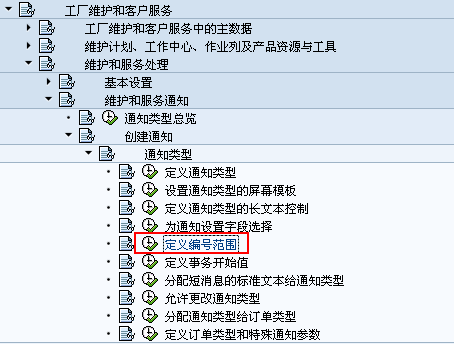 工厂维护和客户服务
工厂维护和客户服务中的主数据
维护计划、工作中心、作业列及产品资源与工具
维护和服务处理
基本设置
维护和服务通知
通知类型总览
创建通知
通知类型
定义通知类型
设置通知类型的屏幕模板
定义通知类型的长文本控制
为通知设置字段选择
定义编号范围
定义事务开始值
分配短消息的标准文本给通知类型
允许更改通知类型
分配通知类型给订单类型
定义订单类型和特殊通知参数